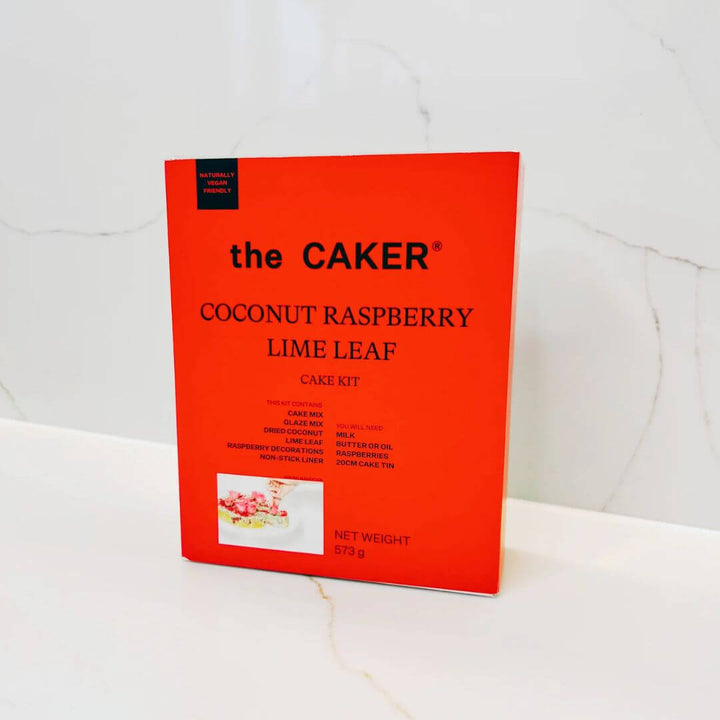 NATURALLY
VEGAN
FRIENDLY
the CAKER®
COCONUT RASPBERRY
LIME LEAF
CAKE KIT
THIS KIT CONTAINS
CAKE MIX
GLAZE MIX
DRIED COCONUT
LIME LEAF
RASPBERRY DECORATIONS
NON-STICK LINER
YOU WILL NEED
MILK
BUTTER OR OIL
RASPBERRIES
20CM CAKE TIN
NET WEIGHT
573 g